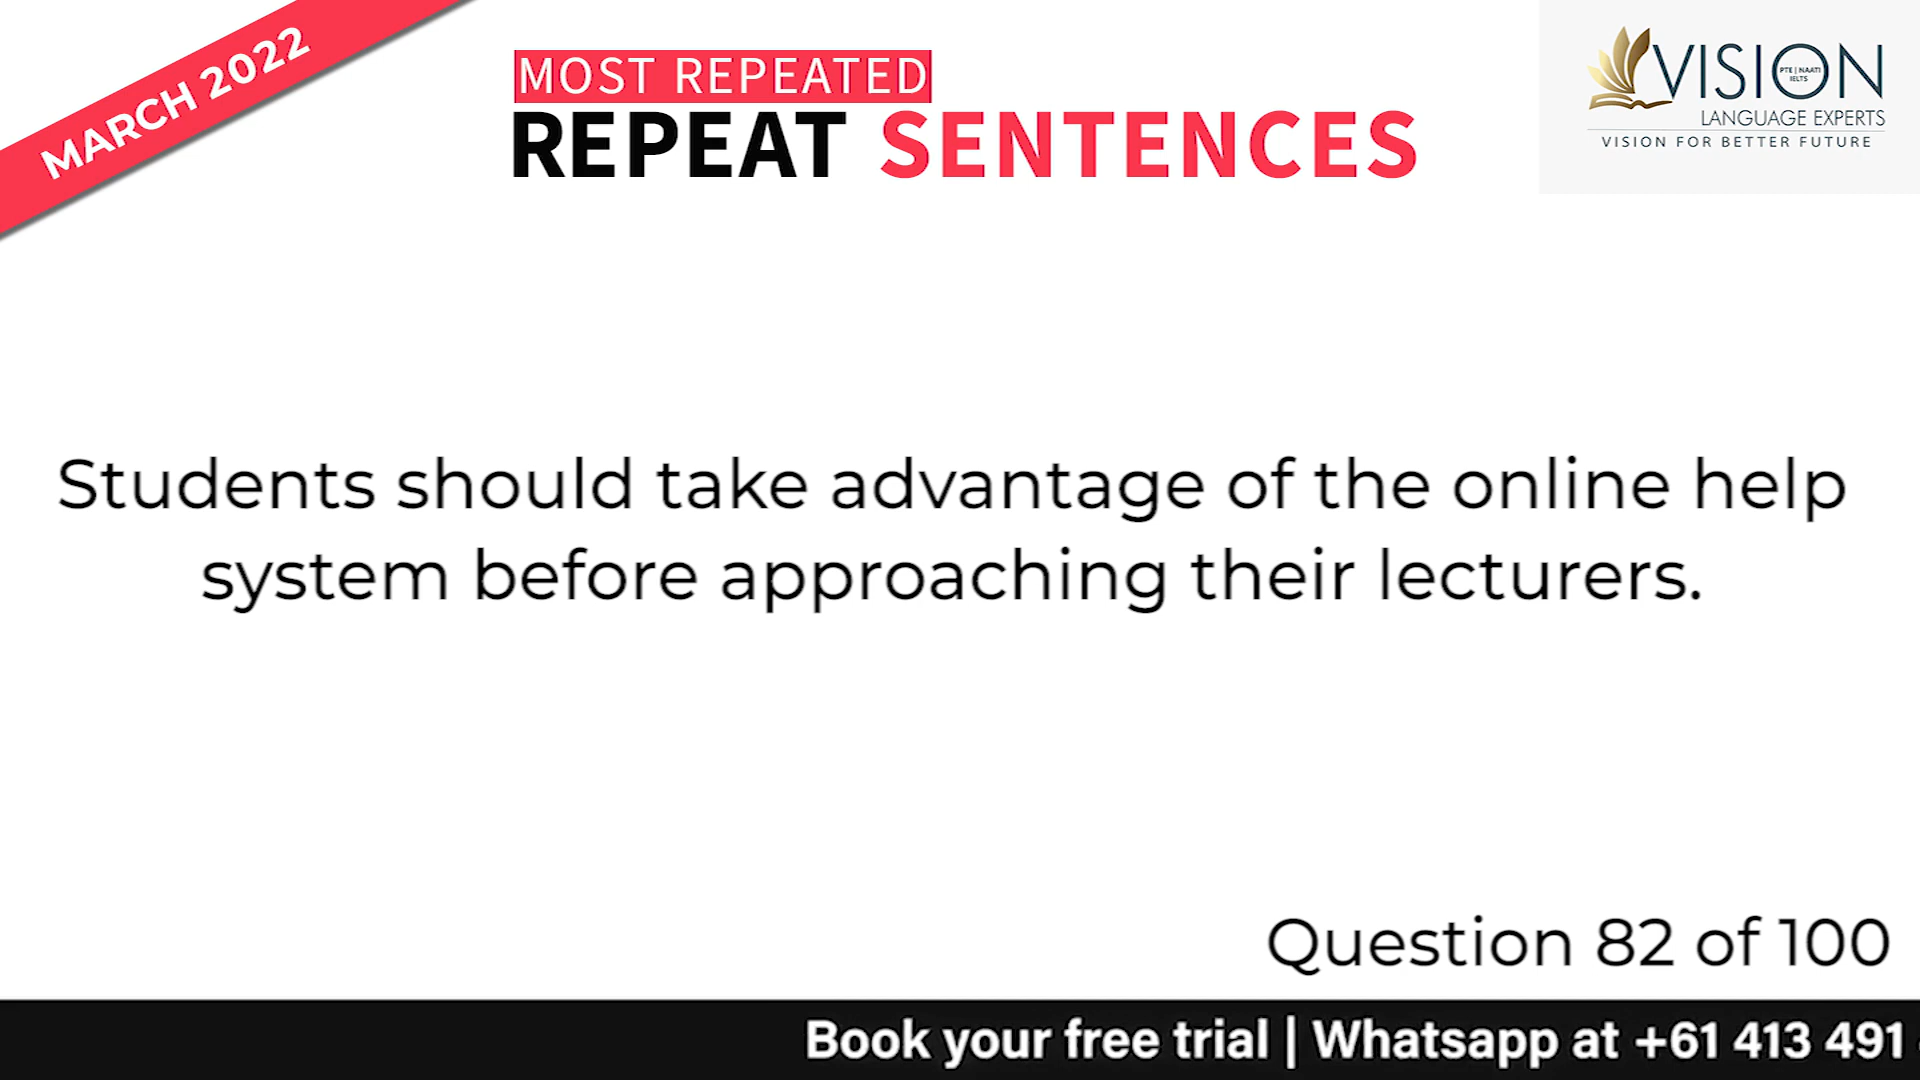 MARCH 2022
MOST REPEATED
REPEAT SENTENCES
VISION
PTE | NAATI
IELTS
LANGUAGE EXPERTS
VISION FOR BETTER FUTURE
Students should take advantage of the online help
system before approaching their lecturers.
Question 82 of 100
Book your free trial | Whatsapp at +61 413 491